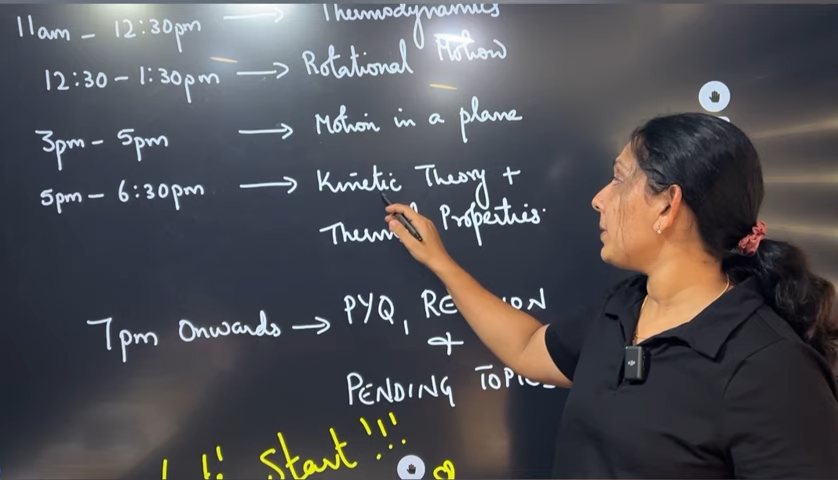 11am - 12:30pm → Thermodynamics
12:30 - 1:30pm → Rotational Motion
3pm - 5pm → Motion in a plane
5pm - 6:30pm → Kinetic Theory +
Properties.
7pm Onwards → PYQ,
+
PENDING
Start!!!